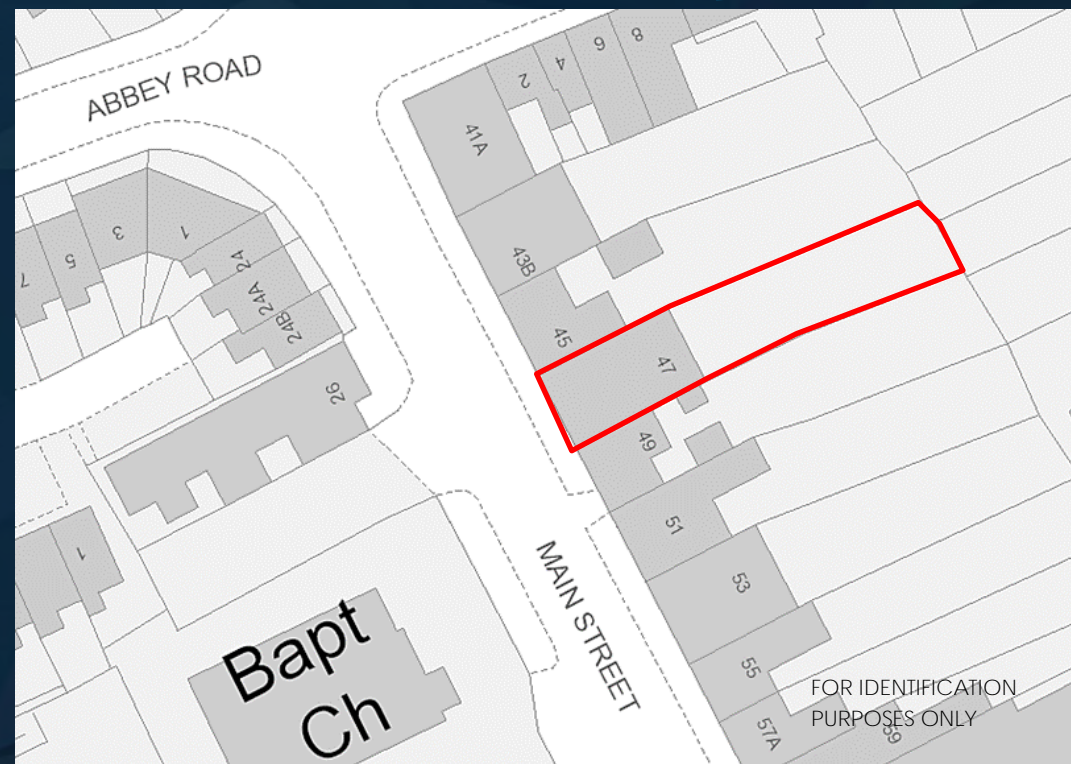 ABBEY ROAD
2
4
6
8
41A
3
1
5
7
24
24A
24B
43B
45
47
26
49
51
1
MAIN STREET
53
Bapt
Ch
55
FOR IDENTIFICATION
PURPOSES ONLY
57A
59